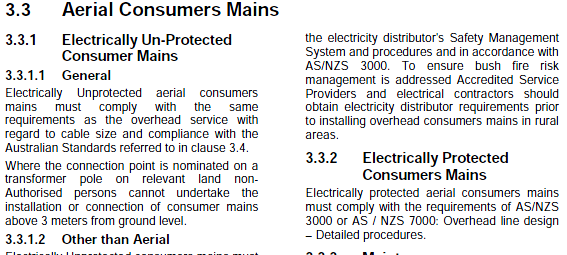 3.3 Aerial Consumers Mains
3.3.1 Electrically Un-Protected
Consumer Mains
3.3.1.1 General
Electrically Unprotected aerial consumers
mains must comply with the same
requirements as the overhead service with
regard to cable size and compliance with the
Australian Standards referred to in clause 3.4.
Where the connection point is nominated on a
transformer pole on relevant land non-
Authorised persons cannot undertake the
installation or connection of consumer mains
above 3 meters from ground level.
3.3.1.2 Other than Aerial
Electrically Unprotected consumers mains must
the electricity distributor's Safety Management
System and procedures and in accordance with
AS/NZS 3000. To ensure bush fire risk
management is addressed Accredited Service
Providers and electrical contractors should
obtain electricity distributor requirements prior
to installing overhead consumers mains in rural
areas.
3.3.2 Electrically Protected
Consumers Mains
Electrically protected aerial consumers mains
must comply with the requirements of AS/NZS
3000 or AS / NZS 7000: Overhead line design
– Detailed procedures.